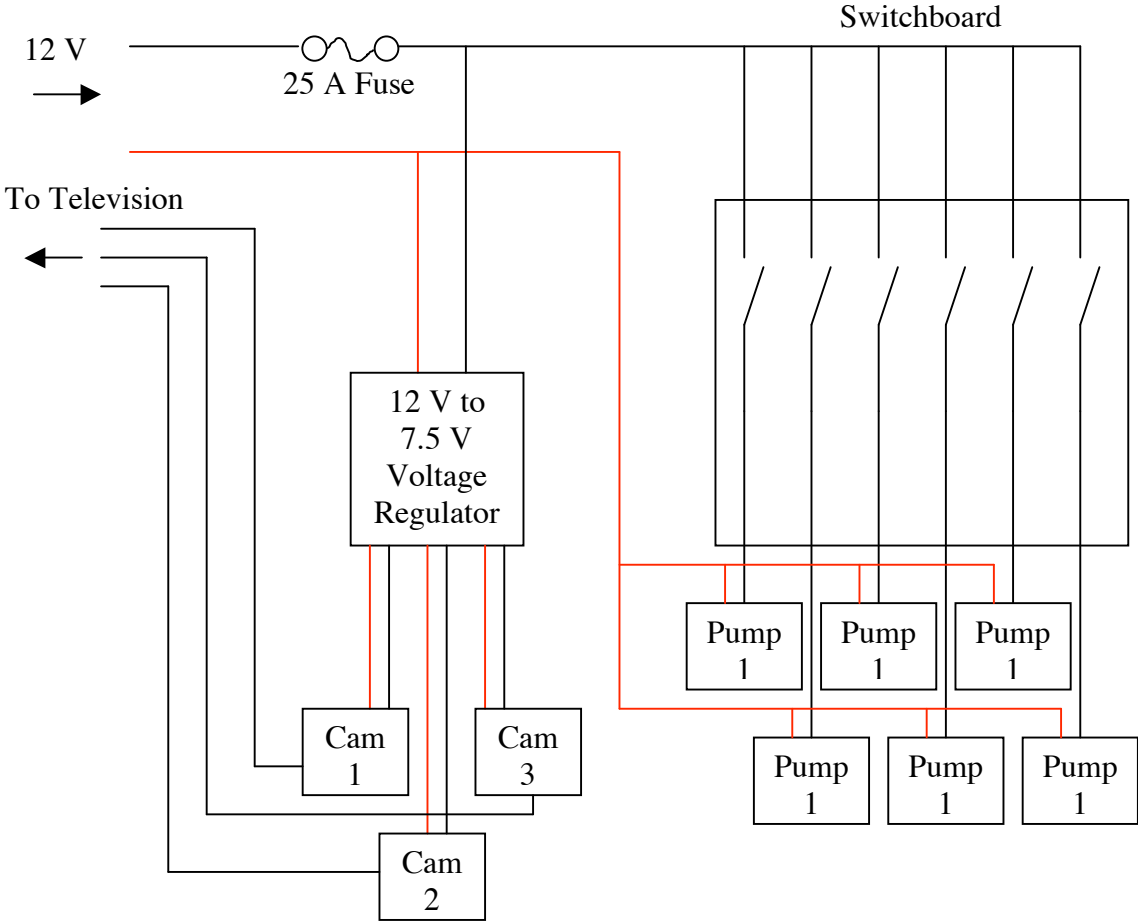 Switchboard
12 V
25 A Fuse
To Television
12 V to
7.5 V
Voltage
Regulator
Pump
1
Pump
1
Pump
1
Cam
1
Cam
3
Pump
1
Pump
1
Pump
1
Cam
2